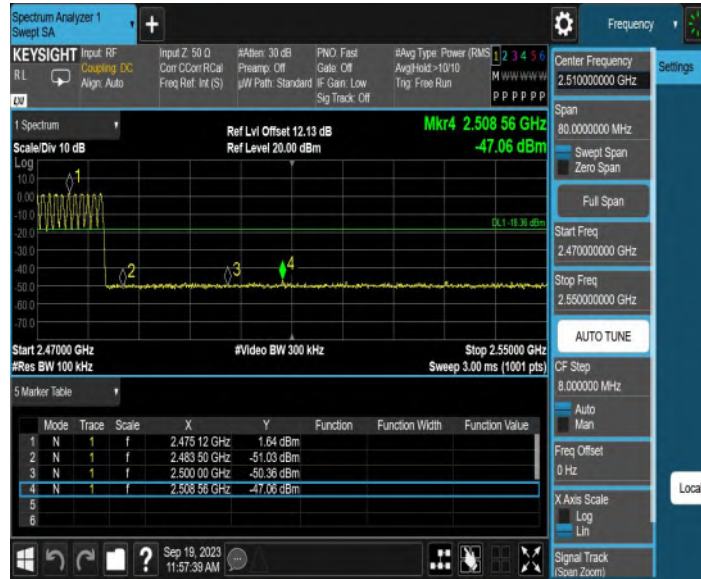 Spectrum Analyzer 1
Swept SA
+
Frequency
KEYSIGHT
RL
LXI
Input: RF
Coupling: DC
Align: Auto
Input Z: 50 Ω
Corr CCorr RCal
Freq Ref: Int (S)
#Atten: 30 dB
Preamp: Off
µW Path: Standard
PNO: Fast
Gate: Off
IF Gain: Low
Sig Track: Off
#Avg Type: Power (RMS
Avg|Hold:>10/10
Trig: Free Run
1 2 3 4 5 6
M W W W W W
P P P P P P
1 Spectrum
Scale/Div 10 dB
Ref Lvl Offset 12.13 dB
Ref Level 20.00 dBm
Mkr4 2.508 56 GHz
-47.06 dBm
Log
10.0
0.00
-10.0
-20.0
-30.0
-40.0
-50.0
-60.0
-70.0
1
2
3
4
DL1 -18.36 dBm
Start 2.47000 GHz
#Res BW 100 kHz
#Video BW 300 kHz
Stop 2.55000 GHz
Sweep 3.00 ms (1001 pts)
5 Marker Table
Mode Trace Scale X Y Function Function Width Function Value
1 N 1 f 2.475 12 GHz 1.64 dBm
2 N 1 f 2.483 50 GHz -51.03 dBm
3 N 1 f 2.500 00 GHz -50.36 dBm
4 N 1 f 2.508 56 GHz -47.06 dBm
5
6
?
Sep 19, 2023
11:57:39 AM
Center Frequency
2.510000000 GHz
Span
80.0000000 MHz
Swept Span
Zero Span
Full Span
Start Freq
2.470000000 GHz
Stop Freq
2.550000000 GHz
AUTO TUNE
CF Step
8.000000 MHz
Auto
Man
Freq Offset
0 Hz
X Axis Scale
Log
Lin
Signal Track
(Span Zoom)
Settings
Local